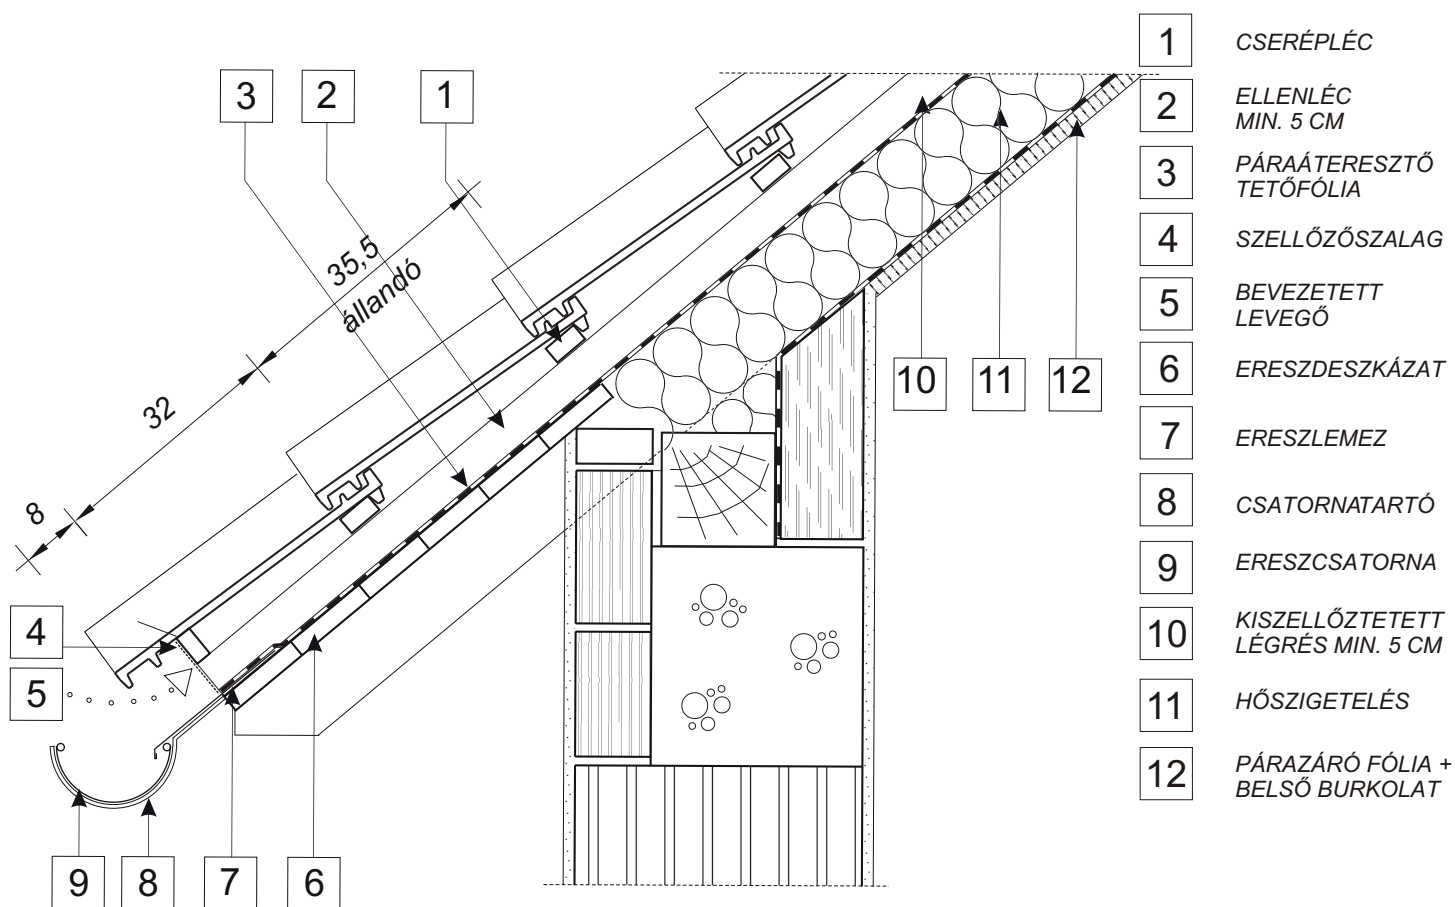 3
2
1
35,5
állandó
32
8
4
5
10
11
12
9
8
7
6
1 CSERÉPLÉC
2 ELLENLÉC
MIN. 5 CM
3 PÁRAÁTERESZTŐ
TETŐFÓLIA
4 SZELLŐZŐSZALAG
5 BEVEZETETT
LEVEGŐ
6 ERESZDESZKÁZAT
7 ERESZLEMEZ
8 CSATORNATARTÓ
9 ERESZCSATORNA
10 KISZELLŐZTETETT
LÉGRÉS MIN. 5 CM
11 HŐSZIGETELÉS
12 PÁRAZÁRÓ FÓLIA +
BELSŐ BURKOLAT